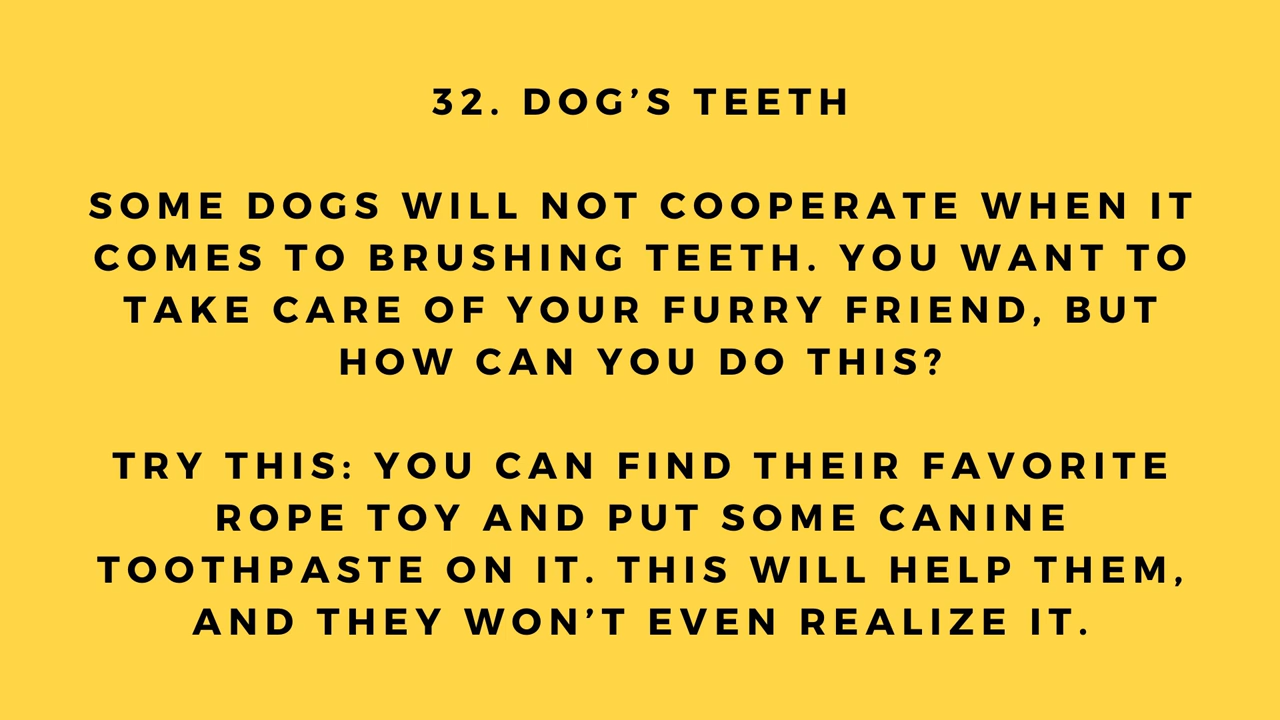 32. DOG’S TEETH
SOME DOGS WILL NOT COOPERATE WHEN IT
COMES TO BRUSHING TEETH. YOU WANT TO
TAKE CARE OF YOUR FURRY FRIEND, BUT
HOW CAN YOU DO THIS?
TRY THIS: YOU CAN FIND THEIR FAVORITE
ROPE TOY AND PUT SOME CANINE
TOOTHPASTE ON IT. THIS WILL HELP THEM,
AND THEY WON’T EVEN REALIZE IT.